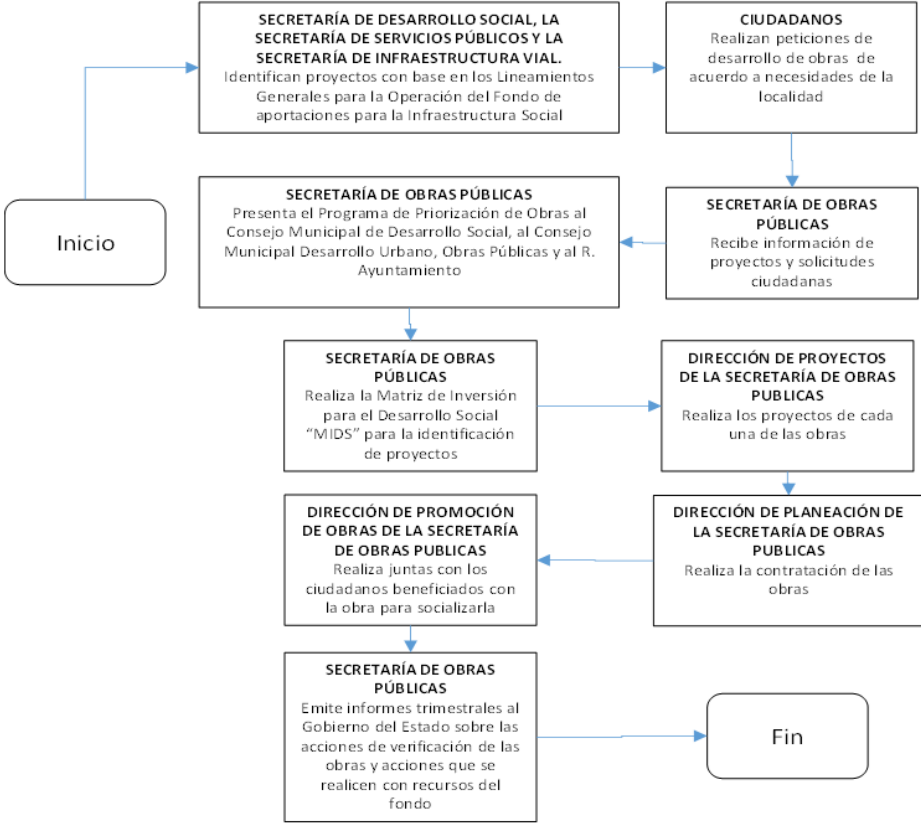 Inicio
SECRETARÍA DE DESARROLLO SOCIAL, LA
SECRETARÍA DE SERVICIOS PÚBLICOS Y LA
SECRETARÍA DE INFRAESTRUCTURA VIAL.
Identifican proyectos con base en los Lineamientos
Generales para la Operación del Fondo de
aportaciones para la Infraestructura Social
CIUDADANOS
Realizan peticiones de
desarrollo de obras de
acuerdo a necesidades de la
localidad
SECRETARÍA DE OBRAS
PÚBLICAS
Recibe información de
proyectos y solicitudes
ciudadanas
SECRETARÍA DE OBRAS PÚBLICAS
Presenta el Programa de Priorización de Obras al
Consejo Municipal de Desarrollo Social, al Consejo
Municipal Desarrollo Urbano, Obras Públicas y al R.
Ayuntamiento
SECRETARÍA DE OBRAS
PÚBLICAS
Realiza la Matriz de Inversión
para el Desarrollo Social
“MIDS” para la identificación
de proyectos
DIRECCIÓN DE PROYECTOS
DE LA SECRETARÍA DE OBRAS
PUBLICAS
Realiza los proyectos de cada
una de las obras
DIRECCIÓN DE PLANEACIÓN DE
LA SECRETARÍA DE OBRAS
PUBLICAS
Realiza la contratación de las
obras
DIRECCIÓN DE PROMOCIÓN
DE OBRAS DE LA SECRETARÍA
DE OBRAS PUBLICAS
Realiza juntas con los
ciudadanos beneficiados con
la obra para socializarla
SECRETARÍA DE OBRAS
PÚBLICAS
Emite informes trimestrales al
Gobierno del Estado sobre las
acciones de verificación de las
obras y acciones que se
realicen con recursos del
fondo
Fin